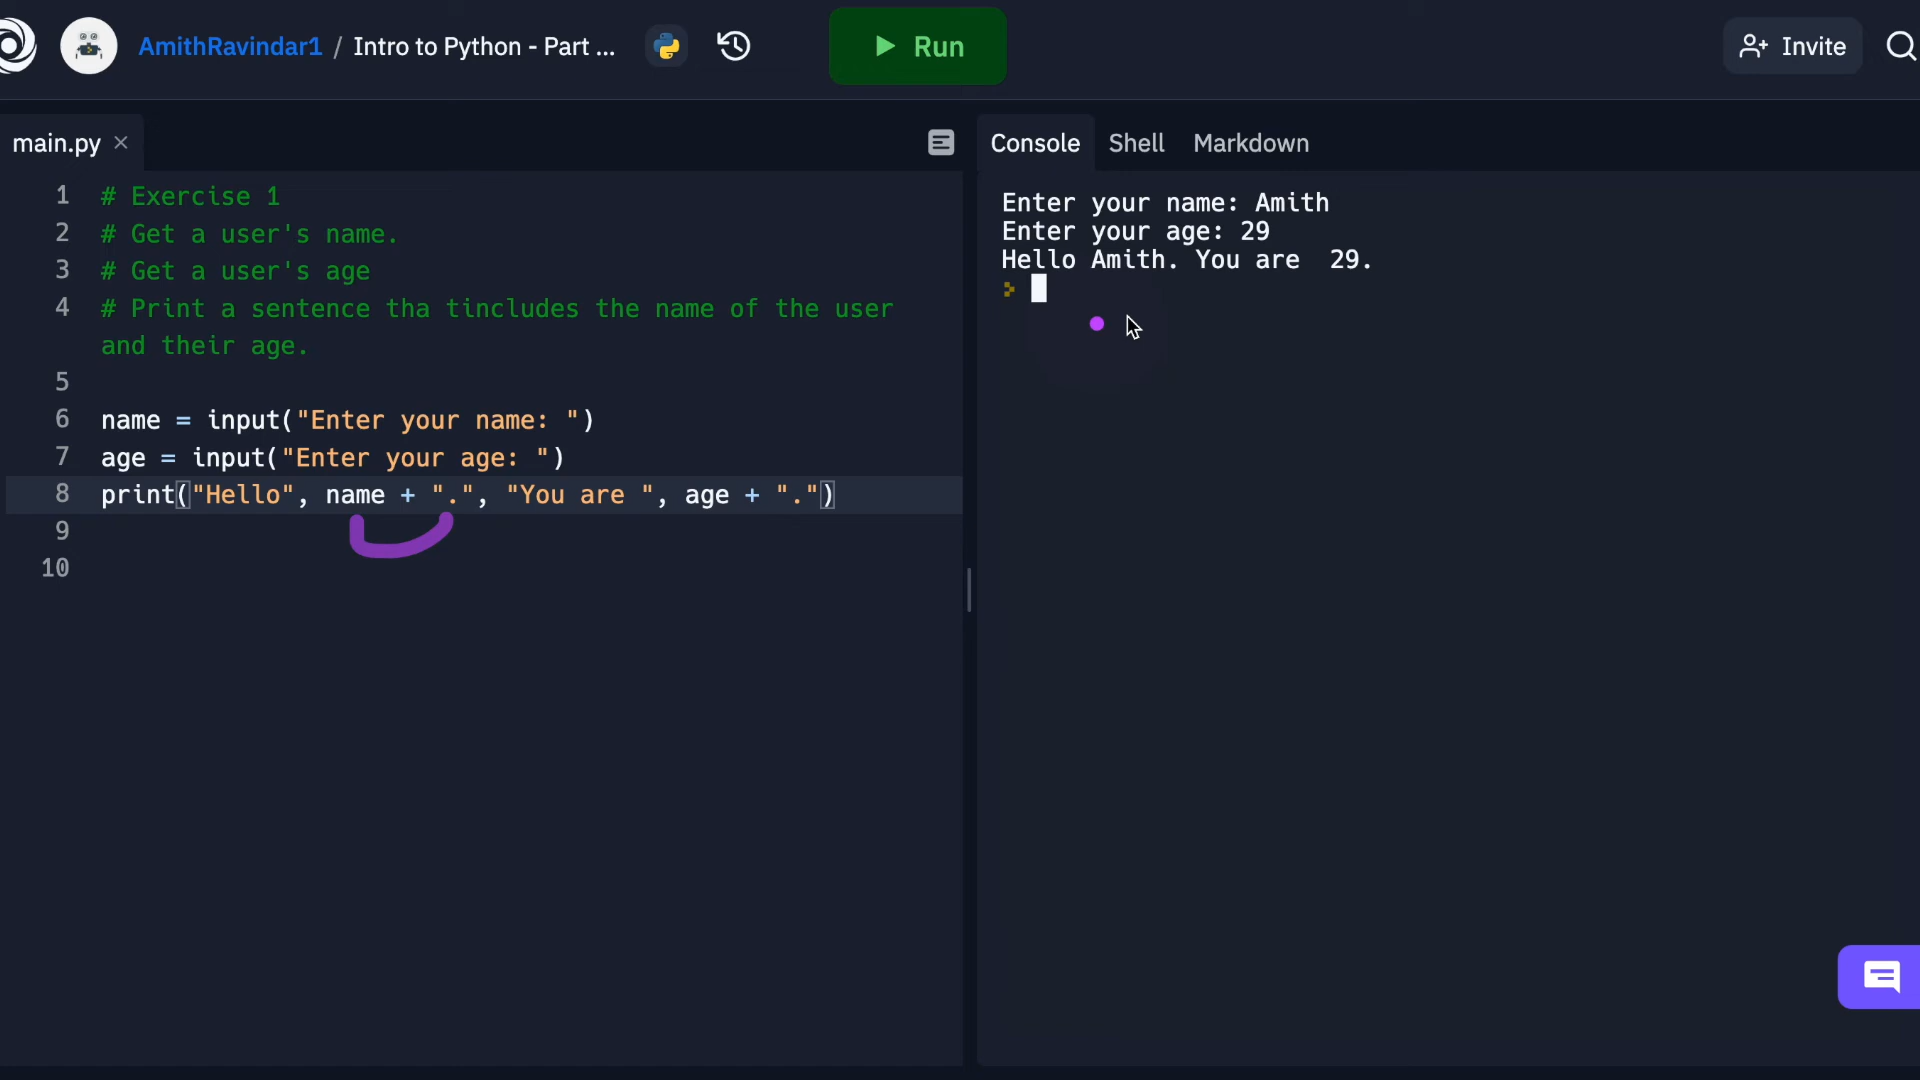 AmithRavindar1 / Intro to Python - Part ...
Run
Invite
main.py
Console Shell Markdown
1 # Exercise 1
2 # Get a user's name.
3 # Get a user's age
4 # Print a sentence tha tincludes the name of the user
and their age.
5
6 name = input("Enter your name: ")
7 age = input("Enter your age: ")
8 print("Hello", name + ".", "You are ", age + ".")
9
10
Enter your name: Amith
Enter your age: 29
Hello Amith. You are  29.